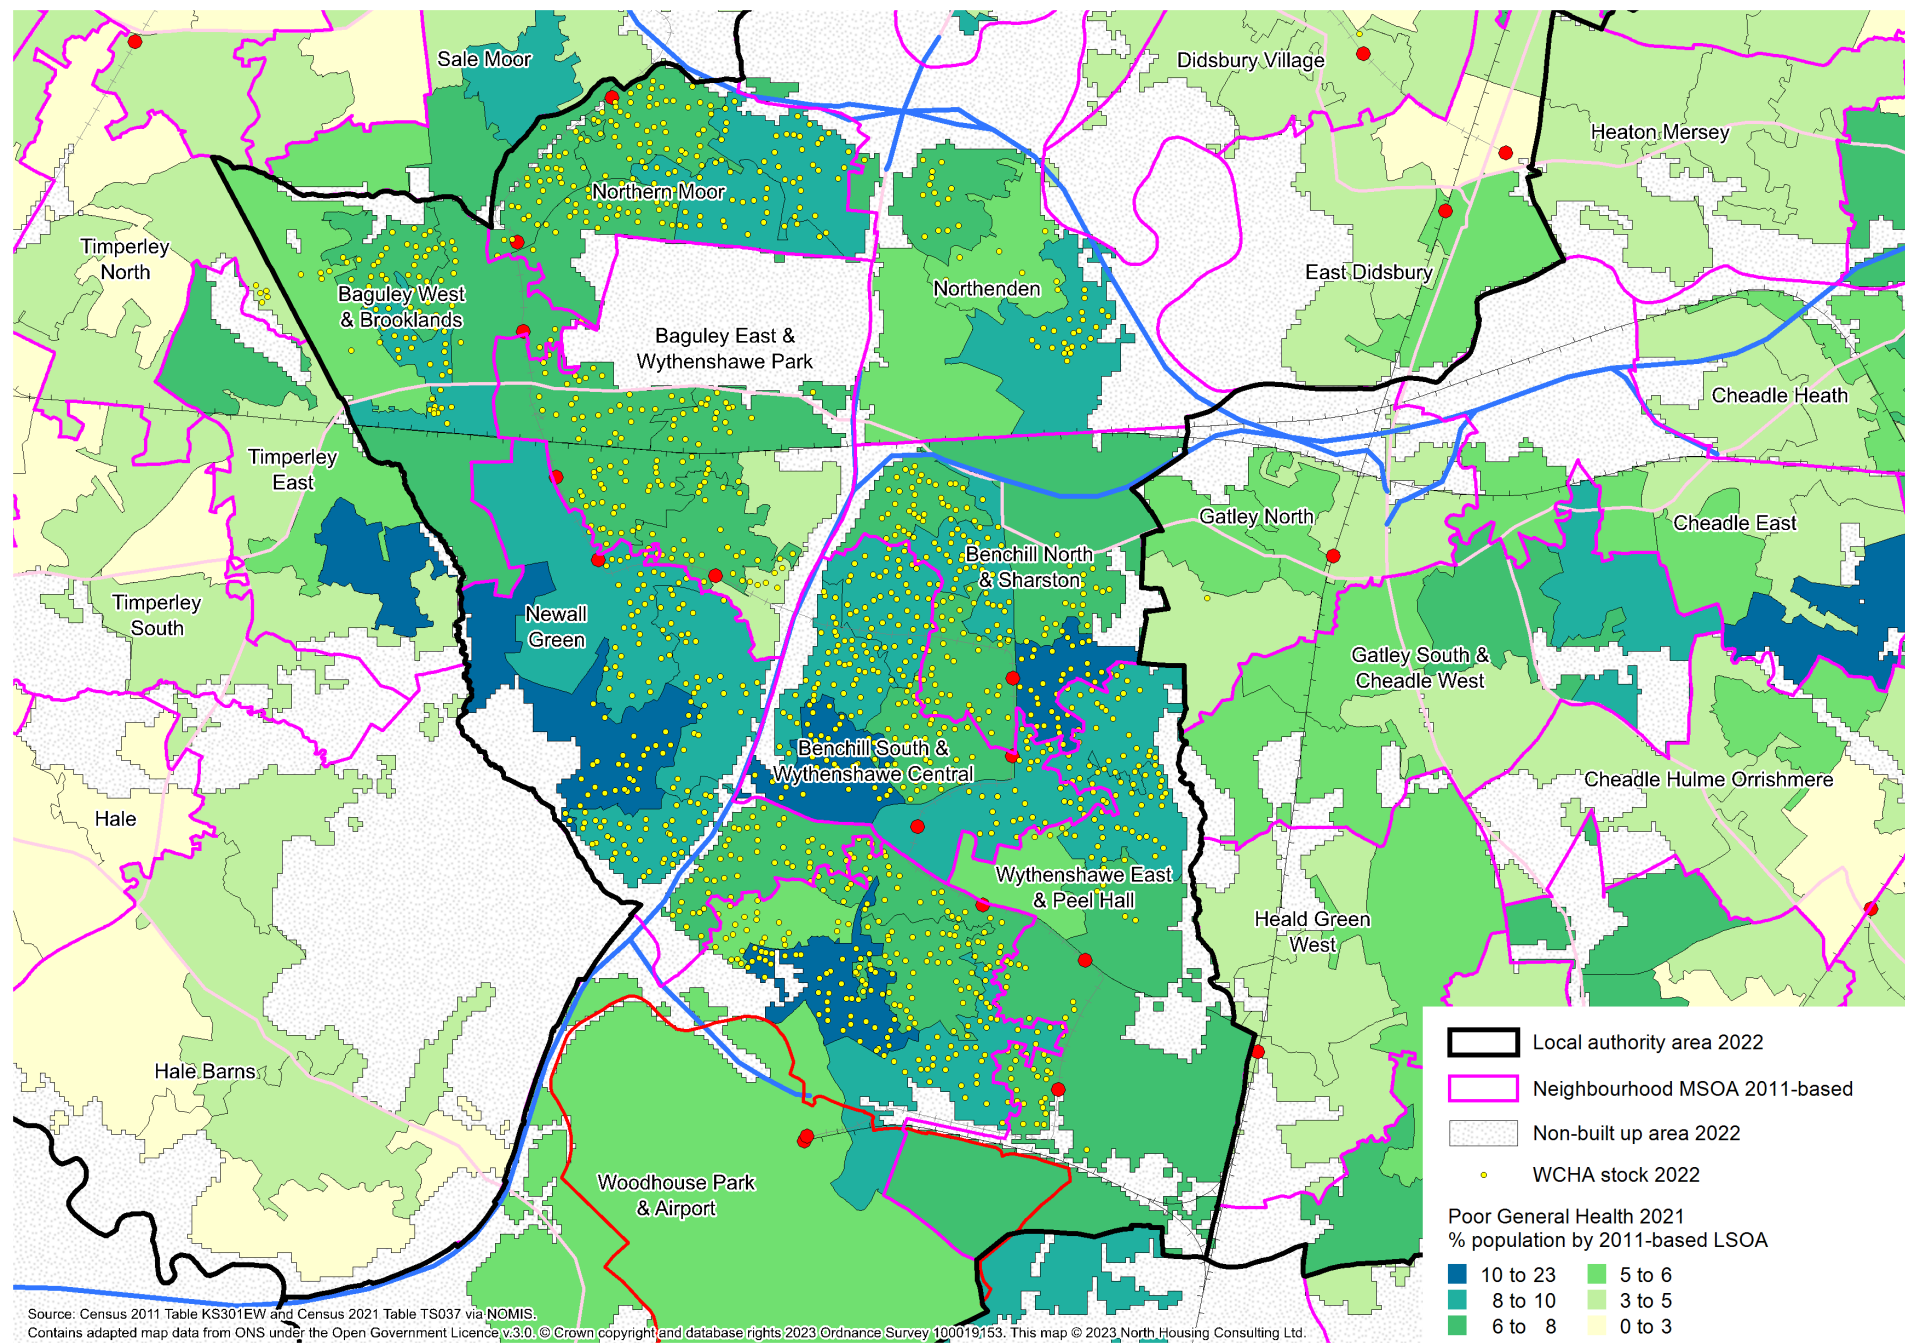 Sale Moor
Didsbury Village
Heaton Mersey
Northern Moor
Timperley
North
East Didsbury
Baguley West
& Brooklands
Northenden
Baguley East &
Wythenshawe Park
Cheadle Heath
Timperley
East
Gatley North
Cheadle East
Benchill North
& Sharston
Timperley
South
Newall
Green
Gatley South &
Cheadle West
Benchill South &
Wythenshawe Central
Cheadle Hulme Orrishmere
Hale
Wythenshawe East
& Peel Hall
Heald Green
West
Hale Barns
Woodhouse Park
& Airport
Local authority area 2022
Neighbourhood MSOA 2011-based
Non-built up area 2022
WCHA stock 2022
Poor General Health 2021
% population by 2011-based LSOA
10 to 23 5 to 6
8 to 10 3 to 5
6 to 8 0 to 3
Source: Census 2011 Table KS301EW and Census 2021 Table TS037 via NOMIS.
Contains adapted map data from ONS under the Open Government Licence v.3.0. © Crown copyright and database rights 2023 Ordnance Survey 100019153. This map © 2023 North Housing Consulting Ltd.